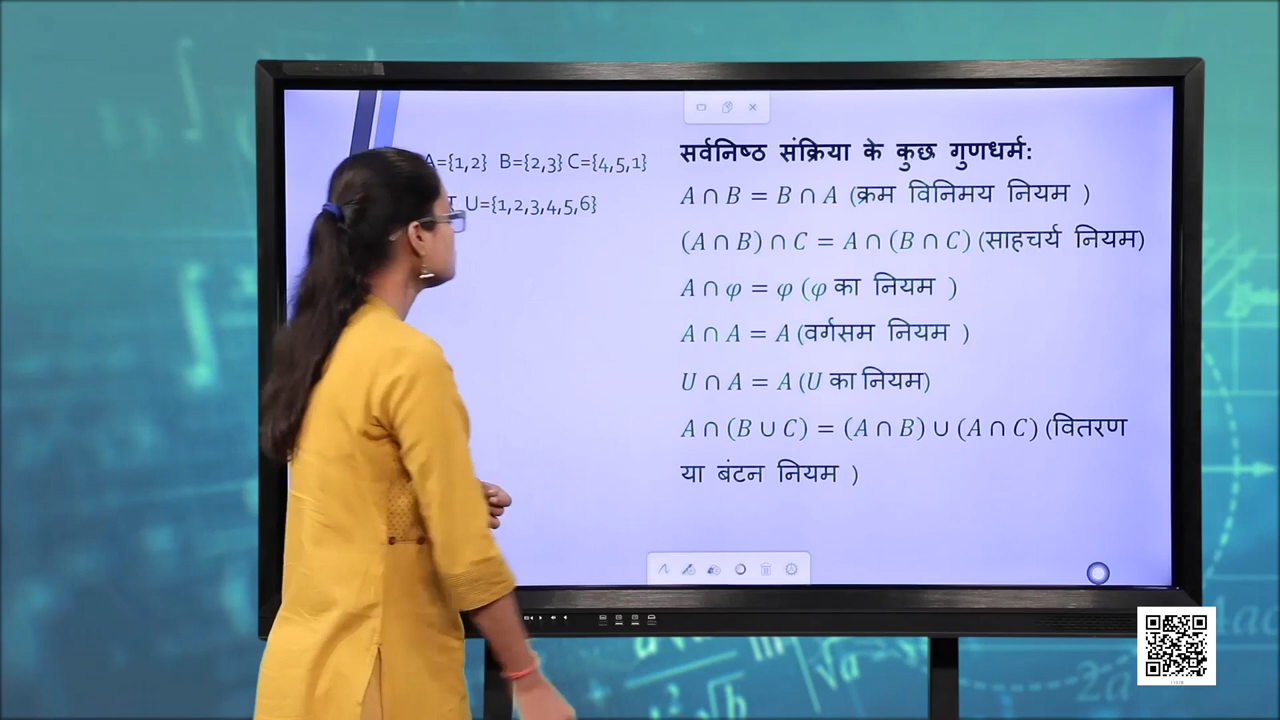 A={1,2} B={2,3} C={4,5,1}
U={1,2,3,4,5,6}
सर्वनिष्ठ संक्रिया के कुछ गुणधर्म:
A ∩ B = B ∩ A (क्रम विनिमय नियम )
(A ∩ B) ∩ C = A ∩ (B ∩ C) (साहचर्य नियम)
A ∩ φ = φ (φ का नियम )
A ∩ A = A (वर्गसम नियम )
U ∩ A = A (U का नियम)
A ∩ (B ∪ C) = (A ∩ B) ∪ (A ∩ C) (वितरण
या बंटन नियम )